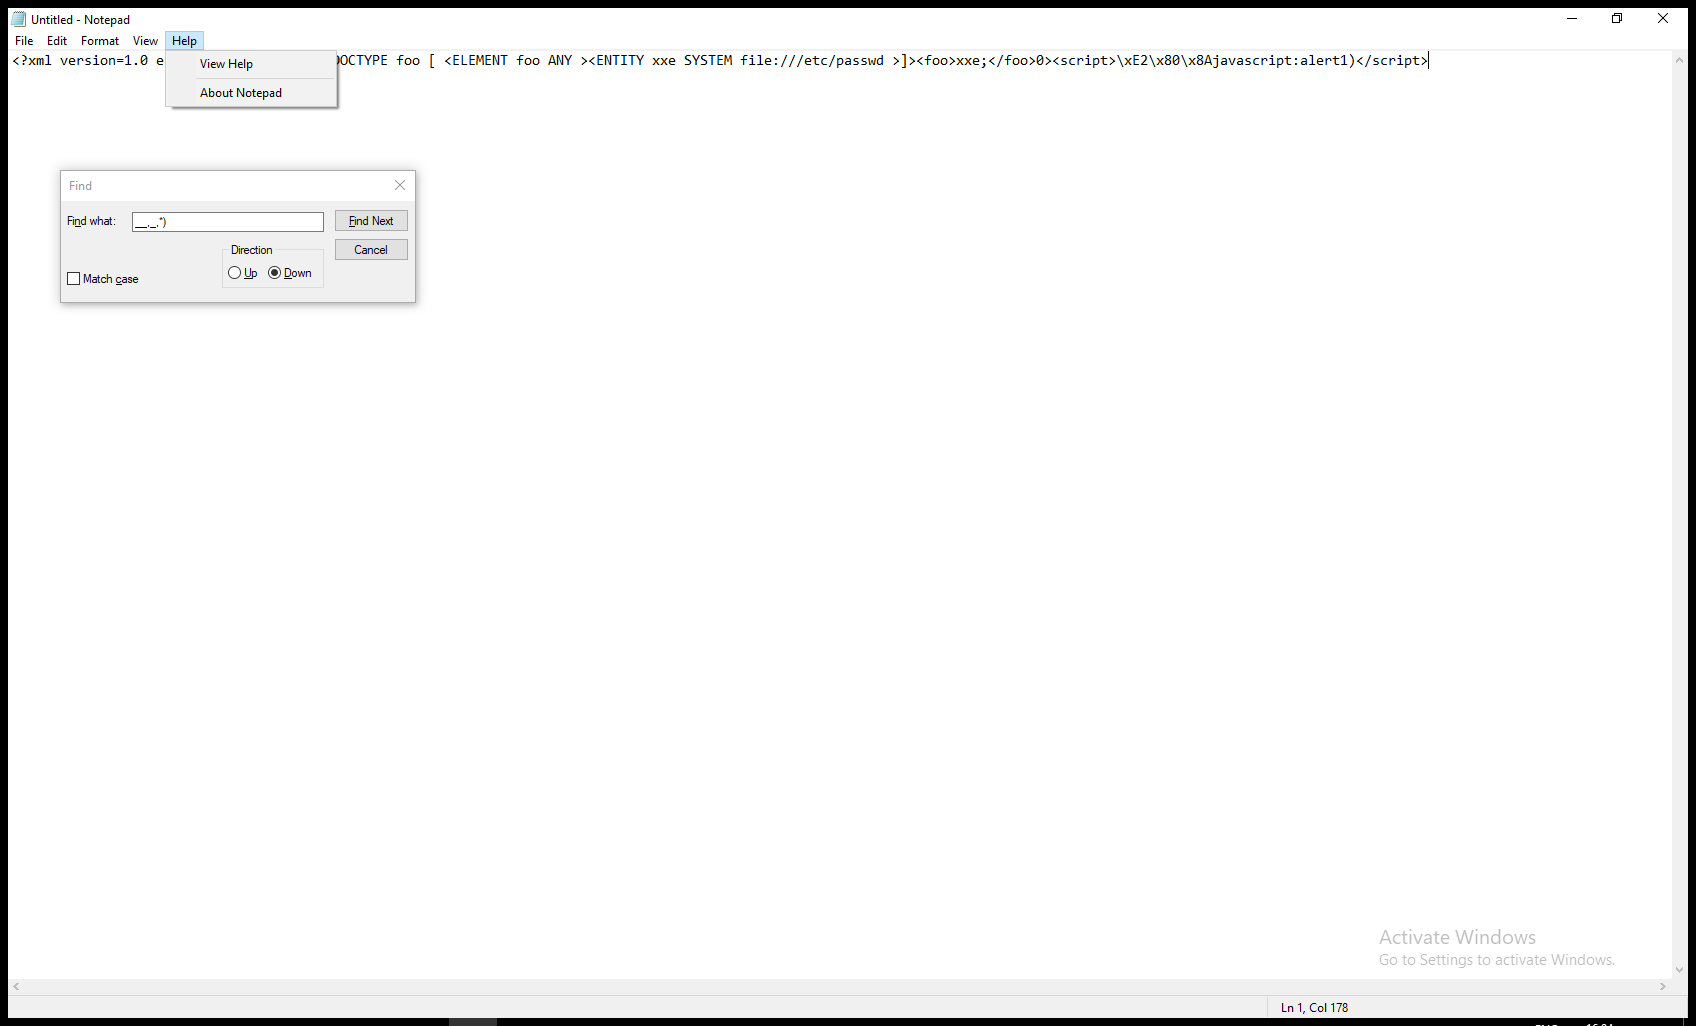 Untitled - Notepad
File Edit Format View Help
<?xml version=1.0 e
OCTYPE foo [ <ELEMENT foo ANY ><ENTITY xxe SYSTEM file:///etc/passwd >]><foo>xxe;</foo>0><script>\xE2\x80\x8Ajavascript:alert1)</script>
View Help
About Notepad
Find
Find what: __._.*)
Find Next
Direction
Cancel
Up Down
Match case
Activate Windows
Go to Settings to activate Windows.
Ln 1, Col 178